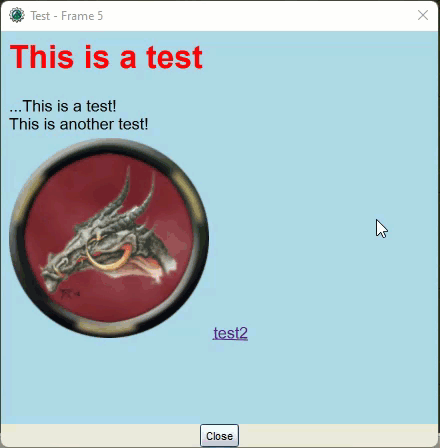 Test - Frame 5
This is a test
...This is a test!
This is another test!
test2
Close